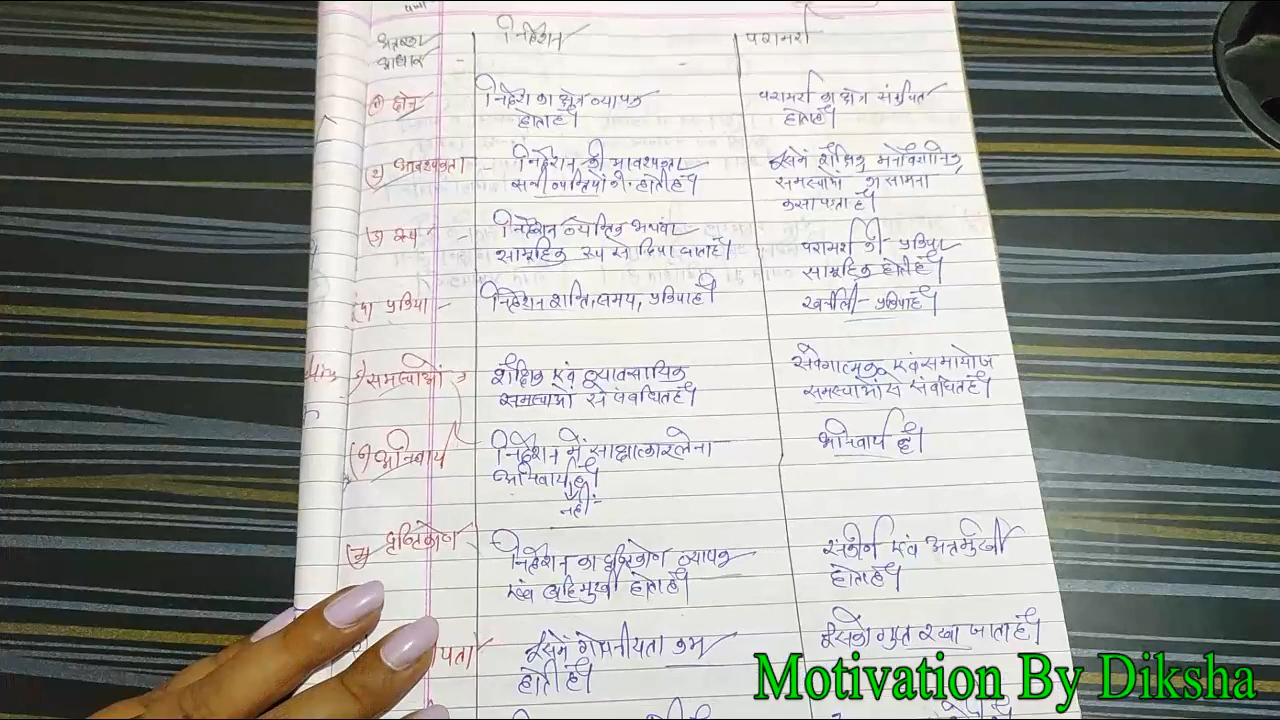 अन्तर का निर्देशन परामर्श
आधार -
(1) क्षेत्र निर्देशन का क्षेत्र व्यापक परामर्श का क्षेत्र संकुचित
होता है। होता है।
(2) आवश्यकता - निर्देशन की आवश्यकता इसमें शैक्षिक मनोवैज्ञानिक,
सभी व्यक्तियों को होती है। समस्याओं का सामना
करना पड़ता है।
(3) रूप - निर्देशन व्यक्तिक अथवा परामर्श की प्रक्रिया
सामूहिक रूप से दिया जाता है। सामूहिक होती है।
प्रक्रिया - निर्देशन शक्ति, समय, प्रक्रिया है। खर्चीली प्रक्रिया है।
समस्याओं शैक्षिक एवं व्यावसायिक संवेगात्मक एवं समायोज
समस्याओं से संबंधित है। समस्याओं से संबंधित है।
अनिवार्य निर्देशन में साक्षात्कार लेना अनिवार्य है।
अनिवार्य है।
नहीं
दृष्टिकोण निर्देशन का दृष्टिकोण व्यापक संकीर्ण एवं अन्तर्मुखी
एवं बहिर्मुखी होता है। होता है।
यता इसमें गोपनीयता कम इसको गुप्त रखा जाता है।
होती है।
Motivation By Diksha